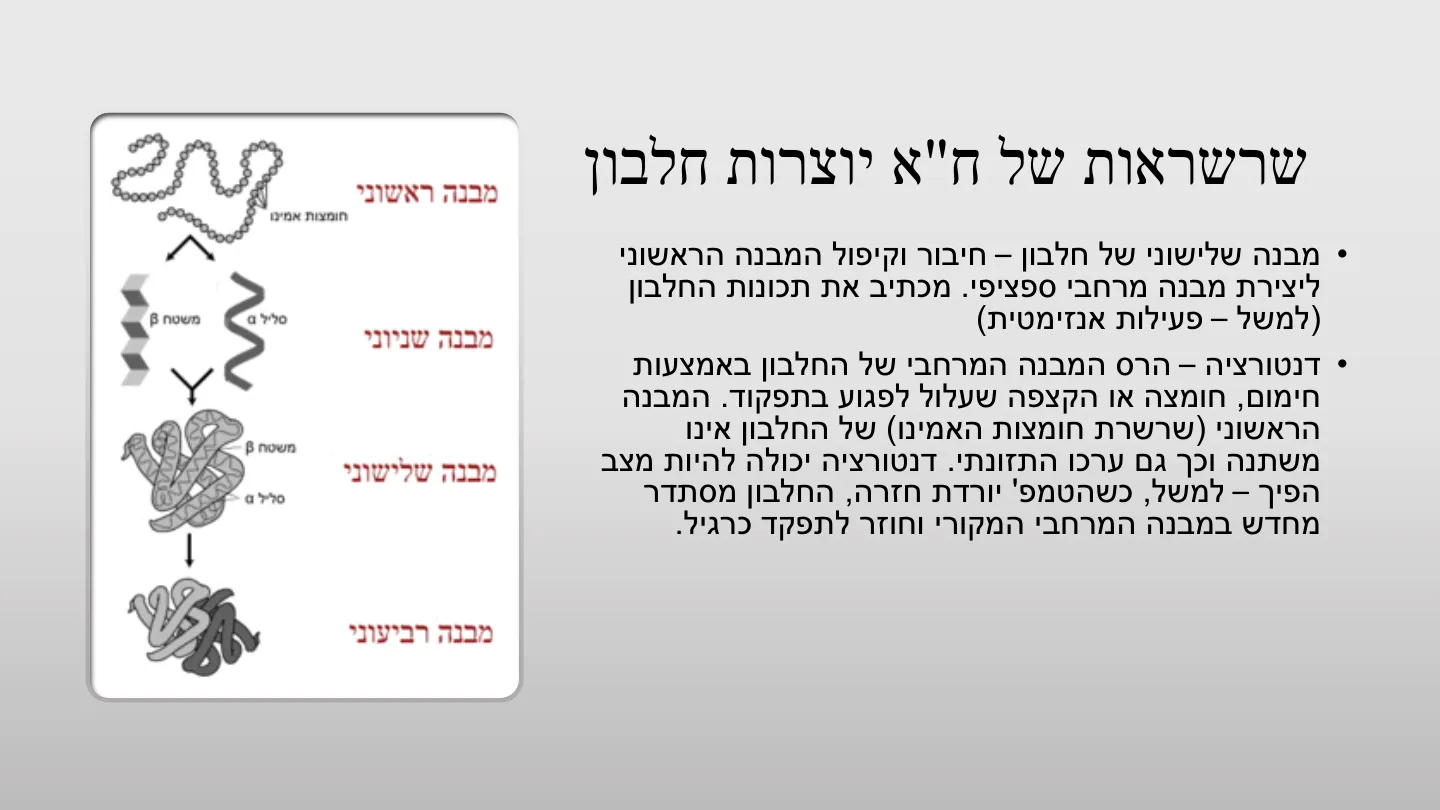 שרשראות של ח"א יוצרות חלבון
• מבנה שלישוני של חלבון – חיבור וקיפול המבנה הראשוני
ליצירת מבנה מרחבי ספציפי. מכתיב את תכונות החלבון
(למשל – פעילות אנזימטית)
• דנטורציה – הרס המבנה המרחבי של החלבון באמצעות
חימום, חומצה או הקצפה שעלול לפגוע בתפקוד. המבנה
הראשוני (שרשרת חומצות האמינו) של החלבון אינו
משתנה וכך גם ערכו התזונתי. דנטורציה יכולה להיות מצב
הפיך – למשל, כשהטמפ' יורדת חזרה, החלבון מסתדר
מחדש במבנה המרחבי המקורי וחוזר לתפקד כרגיל.
מבנה ראשוני
חומצות אמינו
סליל α
משטח β
מבנה שניוני
משטח β
מבנה שלישוני
סליל α
מבנה רביעוני